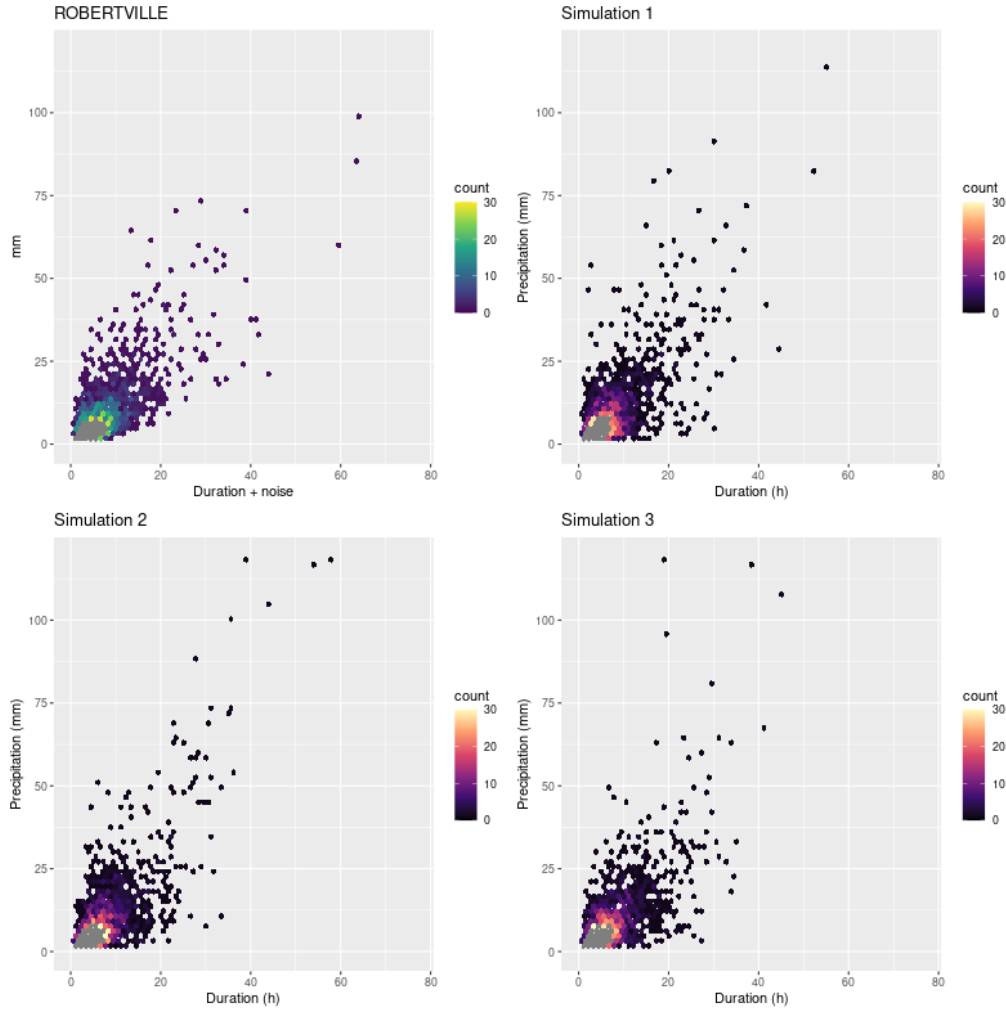 ROBERTVILLE
mm
100
75
50
25
0
0 20 40 60 80
Duration + noise
count
30
20
10
0
Simulation 1
Precipitation (mm)
100
75
50
25
0
0 20 40 60 80
Duration (h)
count
30
20
10
0
Simulation 2
Precipitation (mm)
100
75
50
25
0
0 20 40 60 80
Duration (h)
count
30
20
10
0
Simulation 3
Precipitation (mm)
100
75
50
25
0
0 20 40 60 80
Duration (h)
count
30
20
10
0